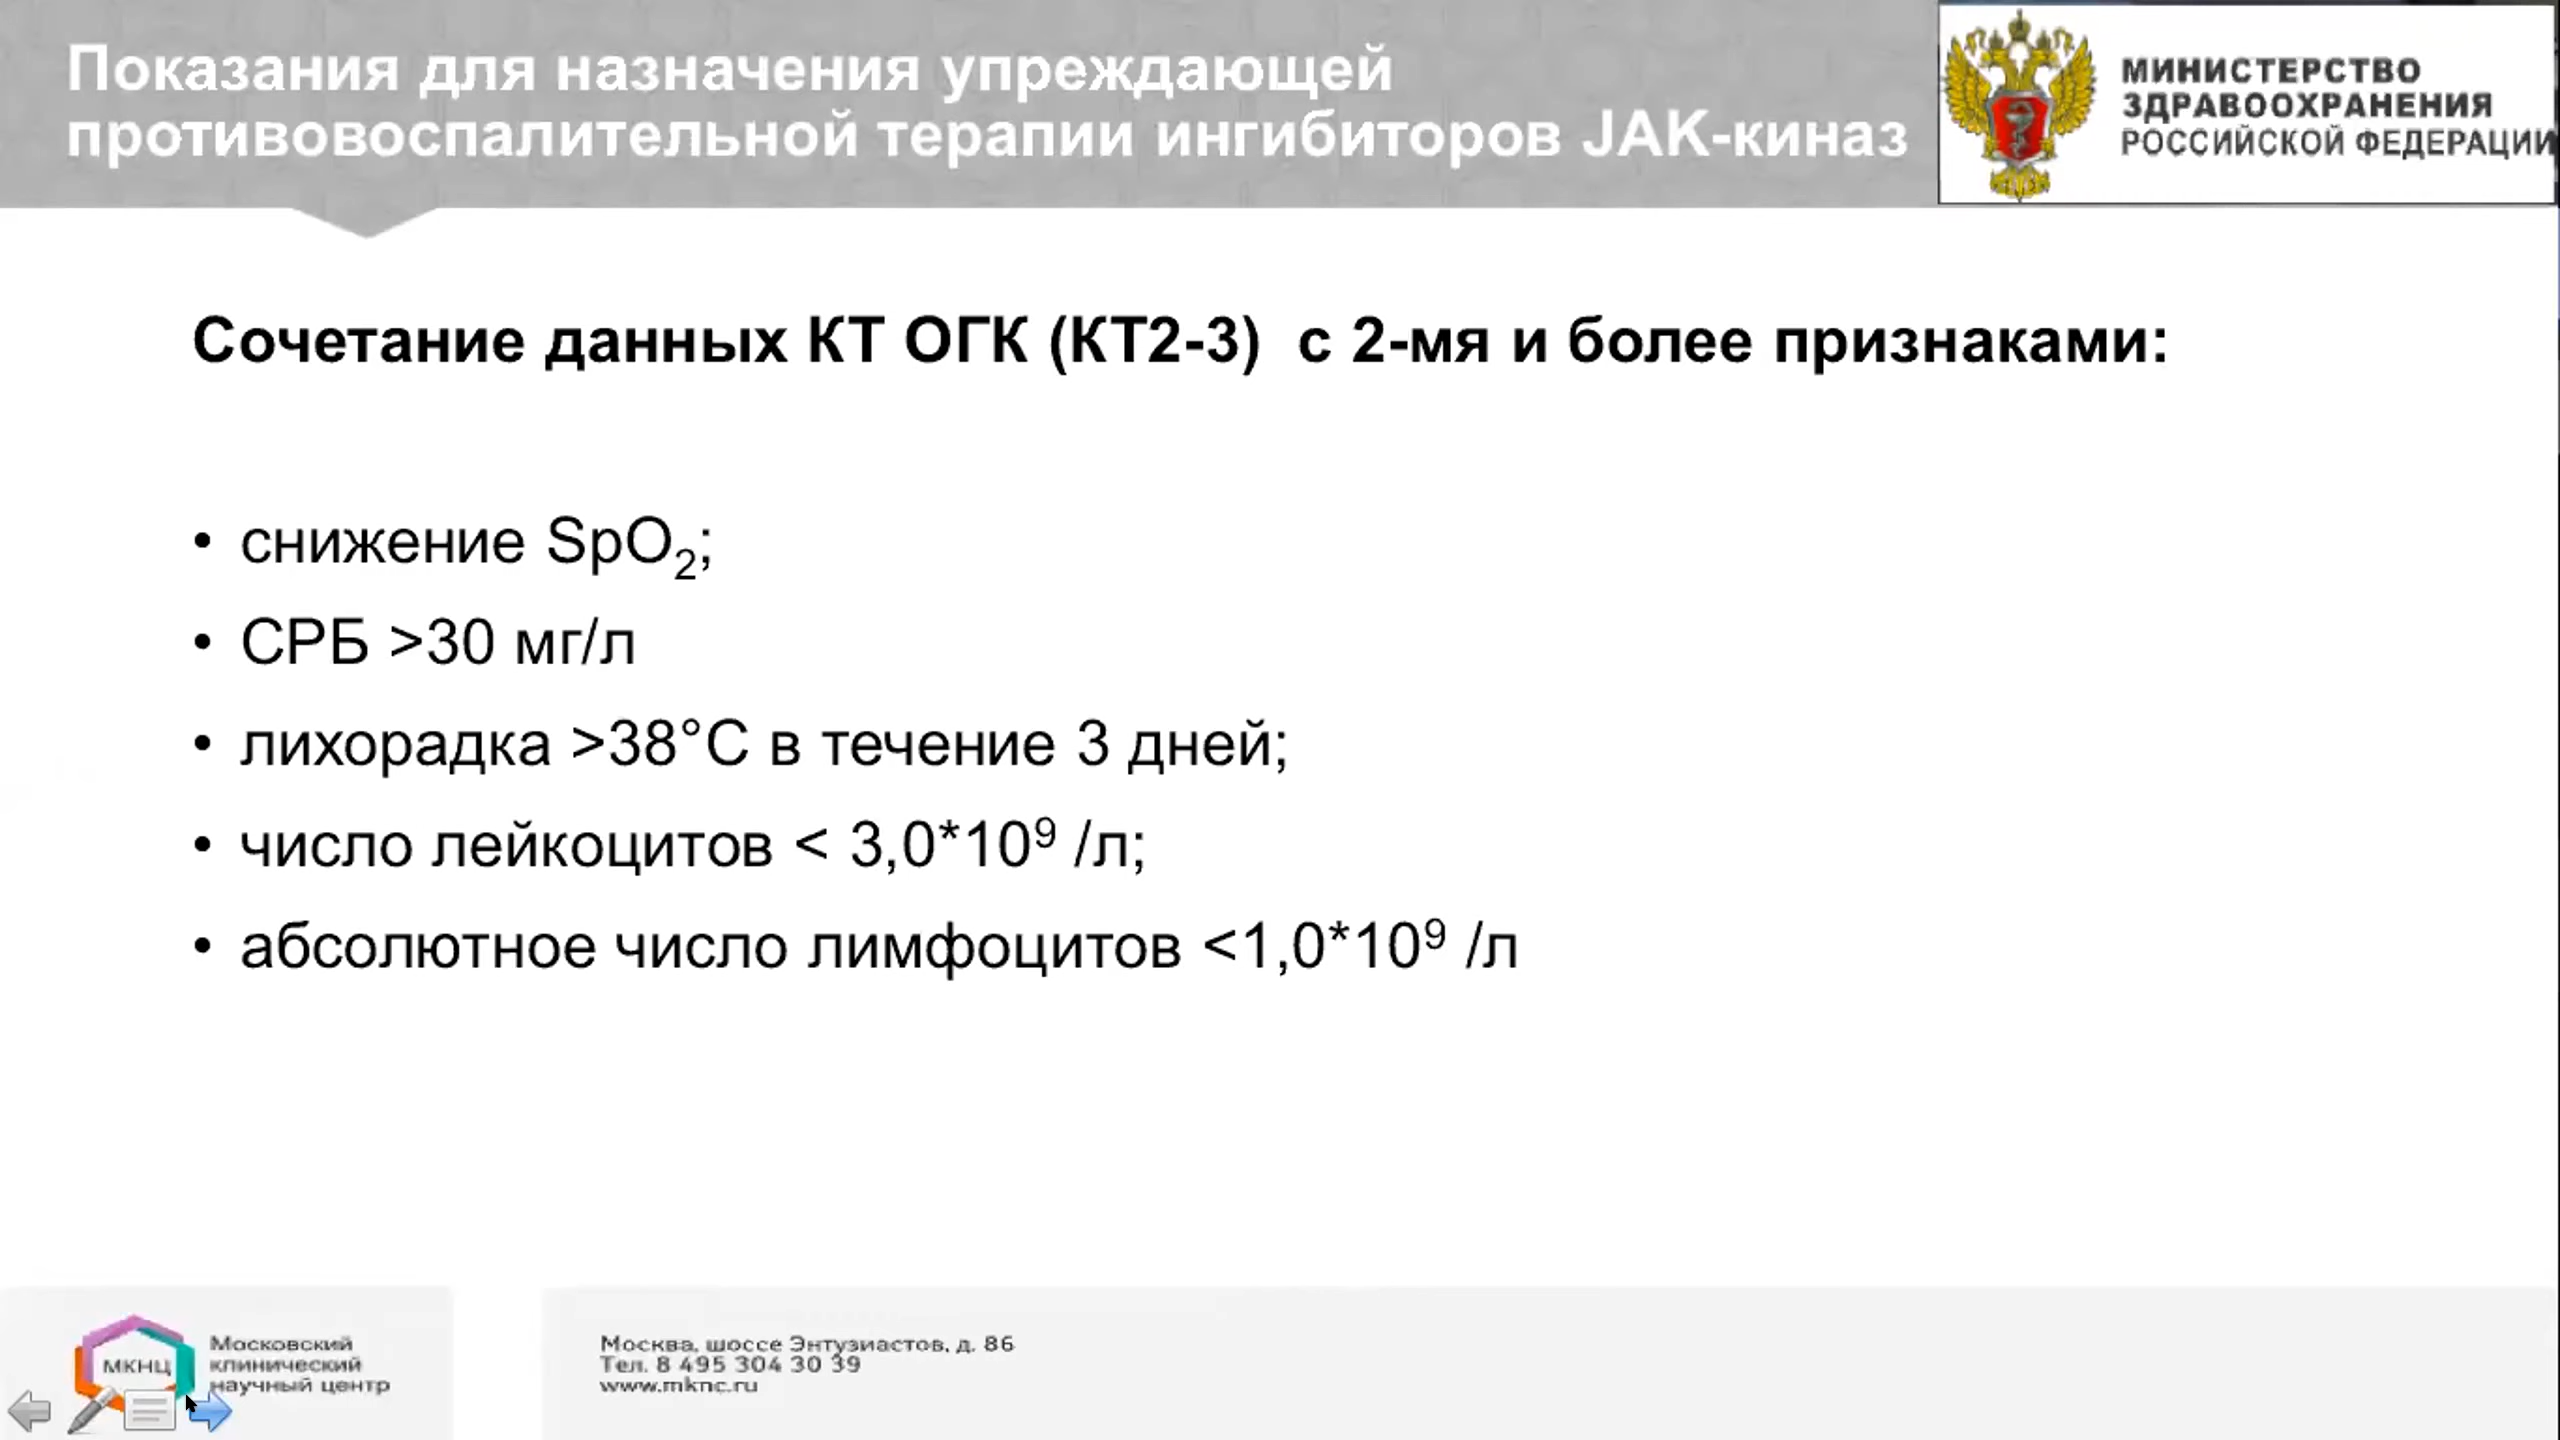 Показания для назначения упреждающей
противовоспалительной терапии ингибиторов JAK-киназ
МИНИСТЕРСТВО
ЗДРАВООХРАНЕНИЯ
РОССИЙСКОЙ ФЕДЕРАЦИИ
Сочетание данных КТ ОГК (КТ2-3) с 2-мя и более признаками:
• снижение SpO₂;
• СРБ >30 мг/л
• лихорадка >38°С в течение 3 дней;
• число лейкоцитов < 3,0*10⁹ /л;
• абсолютное число лимфоцитов <1,0*10⁹ /л
МКНЦ
Московский
клинический
научный центр
Москва, шоссе Энтузиастов, д. 86
Тел. 8 495 304 30 39
www.mknc.ru